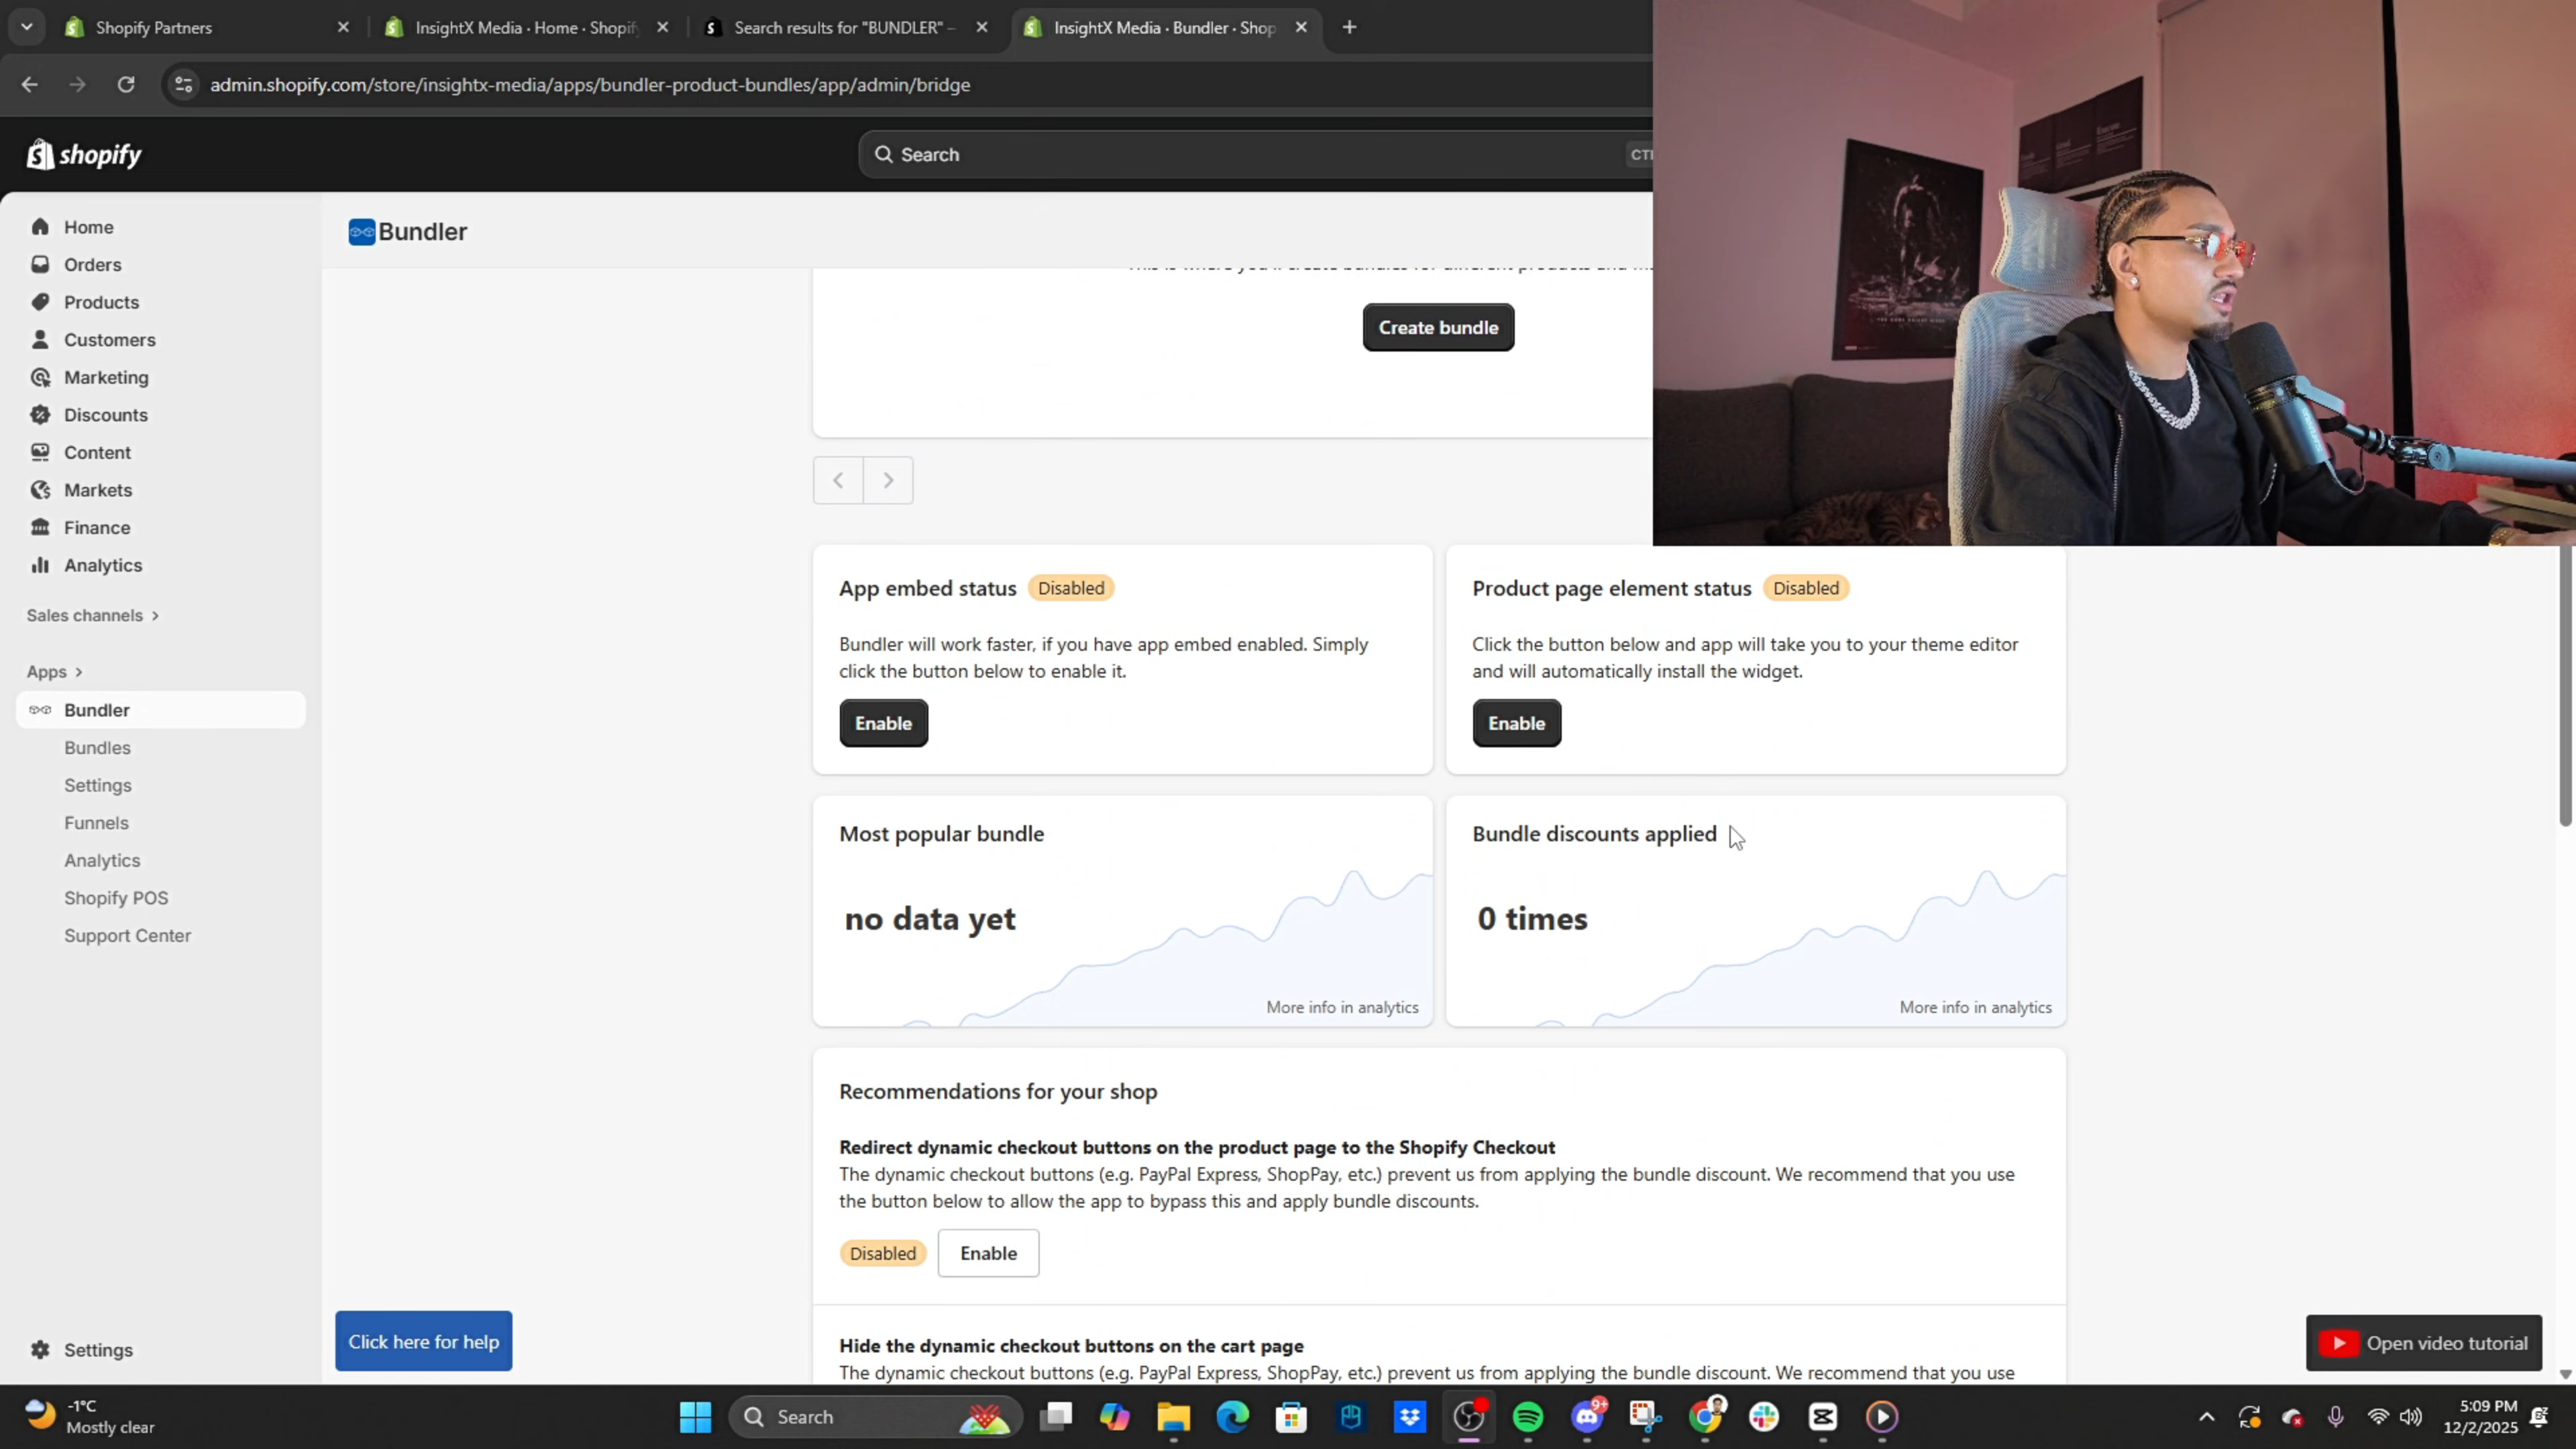 Shopify Partners
InsightX Media · Home · Shopify
Search results for "BUNDLER" –
InsightX Media · Bundler · Shop
admin.shopify.com/store/insightx-media/apps/bundler-product-bundles/app/admin/bridge
shopify
Search
Home
Orders
Products
Customers
Marketing
Discounts
Content
Markets
Finance
Analytics
Sales channels
Apps
Bundler
Bundles
Settings
Funnels
Analytics
Shopify POS
Support Center
Settings
Bundler
Create bundle
App embed status Disabled
Bundler will work faster, if you have app embed enabled. Simply
click the button below to enable it.
Enable
Product page element status Disabled
Click the button below and app will take you to your theme editor
and will automatically install the widget.
Enable
Most popular bundle
no data yet
More info in analytics
Bundle discounts applied
0 times
More info in analytics
Recommendations for your shop
Redirect dynamic checkout buttons on the product page to the Shopify Checkout
The dynamic checkout buttons (e.g. PayPal Express, ShopPay, etc.) prevent us from applying the bundle discount. We recommend that you use
the button below to allow the app to bypass this and apply bundle discounts.
Disabled
Enable
Hide the dynamic checkout buttons on the cart page
The dynamic checkout buttons (e.g. PayPal Express, ShopPay, etc.) prevent us from applying the bundle discount. We recommend that you use
Click here for help
Open video tutorial
-1°C
Mostly clear
Search
9+
5:09 PM
12/2/2025